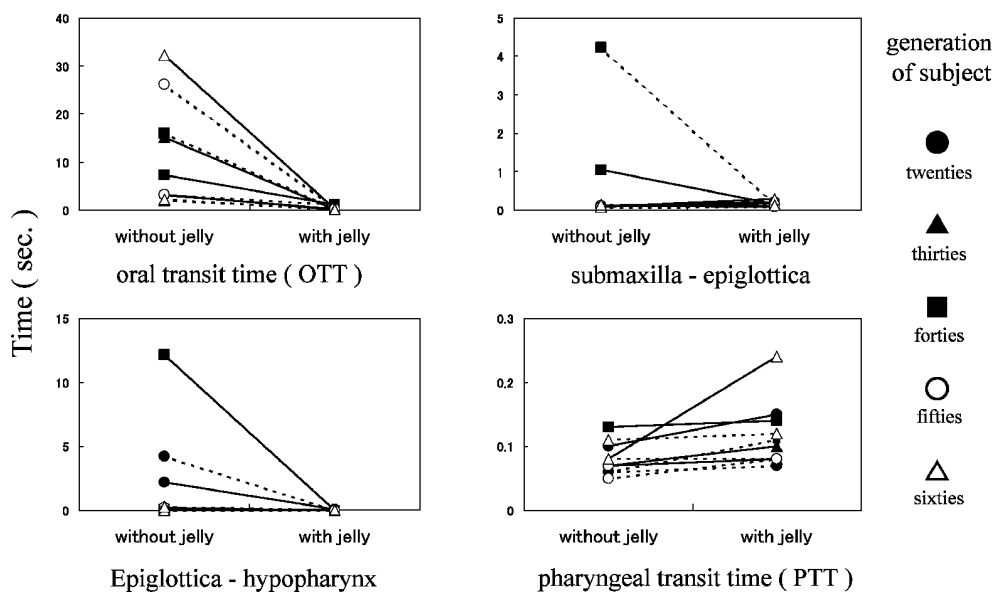 Time ( sec. )
40
30
20
10
0
without jelly
with jelly
oral transit time ( OTT )
5
4
3
2
1
0
without jelly
with jelly
submaxilla - epiglottica
15
10
5
0
without jelly
with jelly
Epiglottica - hypopharynx
0.3
0.2
0.1
0
without jelly
with jelly
pharyngeal transit time ( PTT )
generation
of subject
twenties
thirties
forties
fifties
sixties